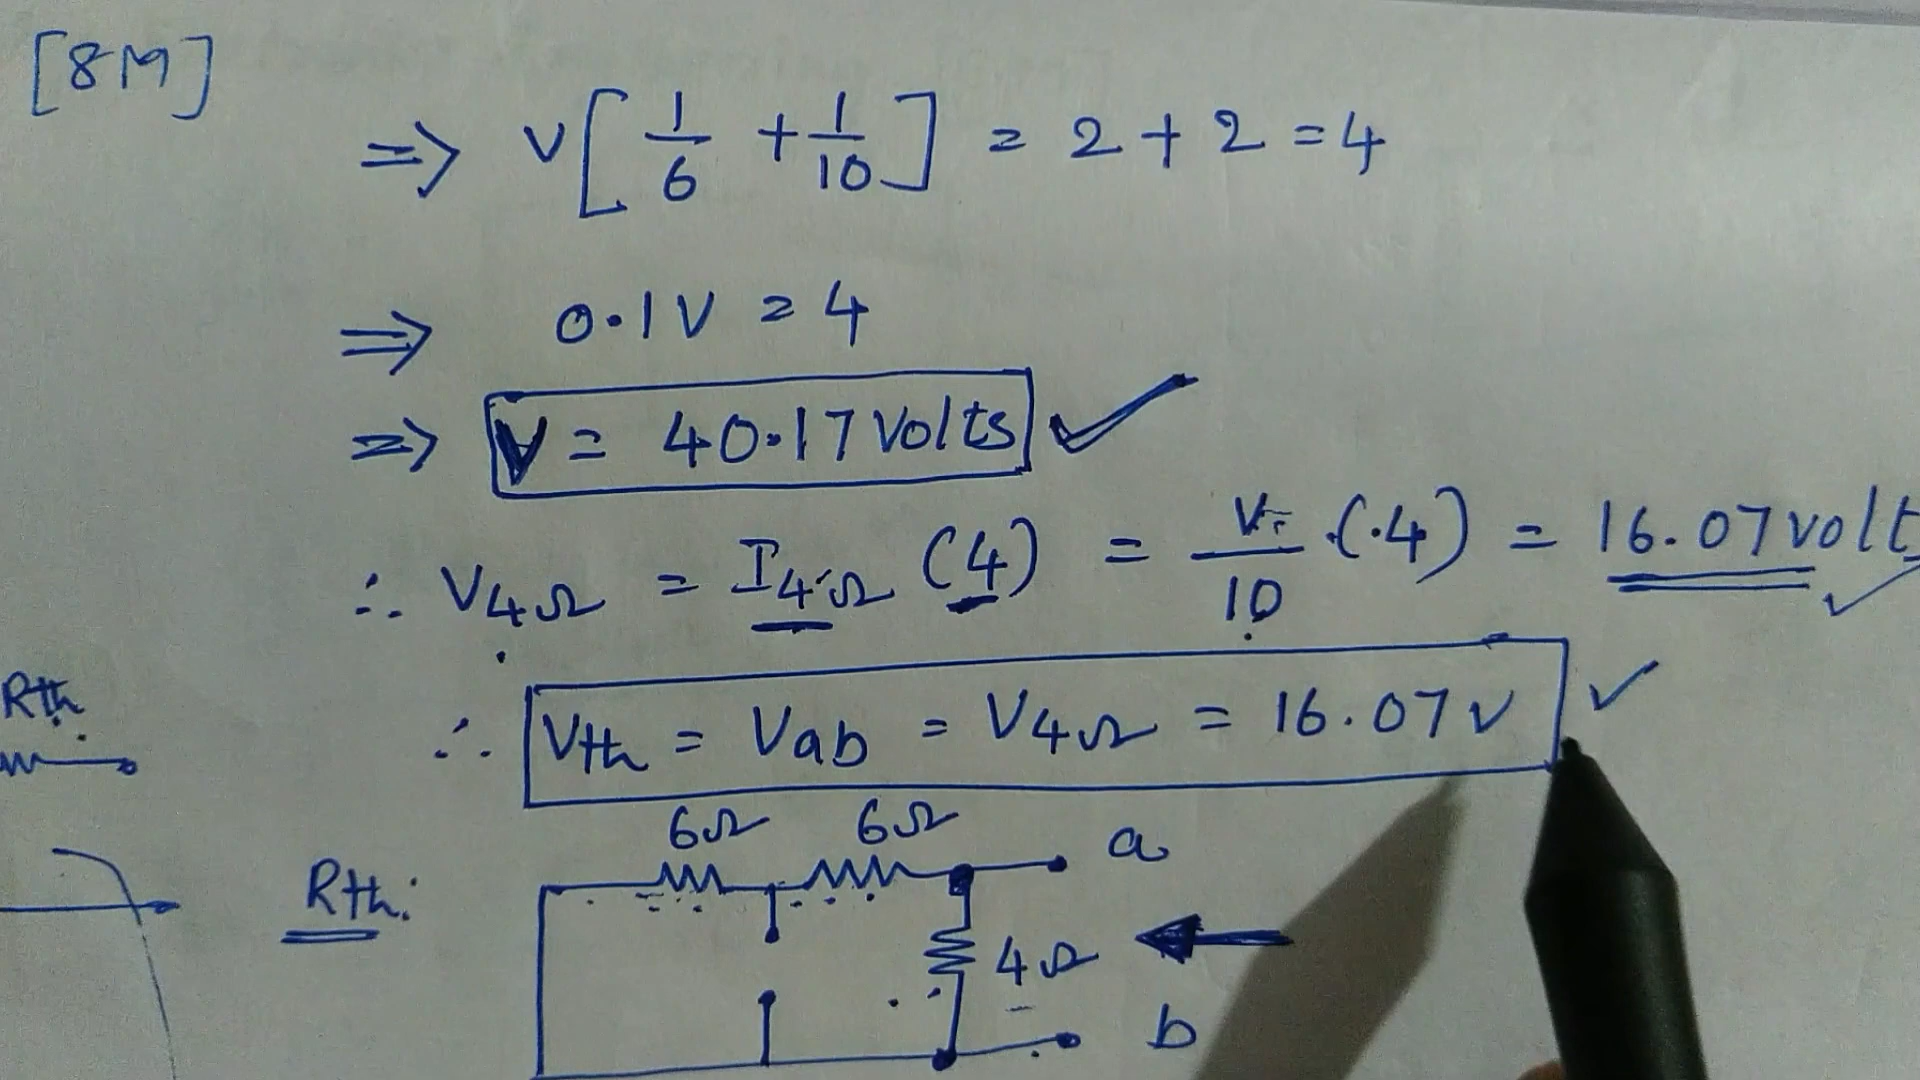 [8M]
⇒ V[1/6 + 1/10] = 2 + 2 = 4
⇒ 0.1V = 4
⇒ V = 40.17 Volts ✓
∴ V4Ω = I4Ω (4) = V/10 . (.4) = 16.07 volt
∴ Vth = Vab = V4Ω = 16.07 V ✓
Rth
6Ω 6Ω a
Rth:
4Ω
b